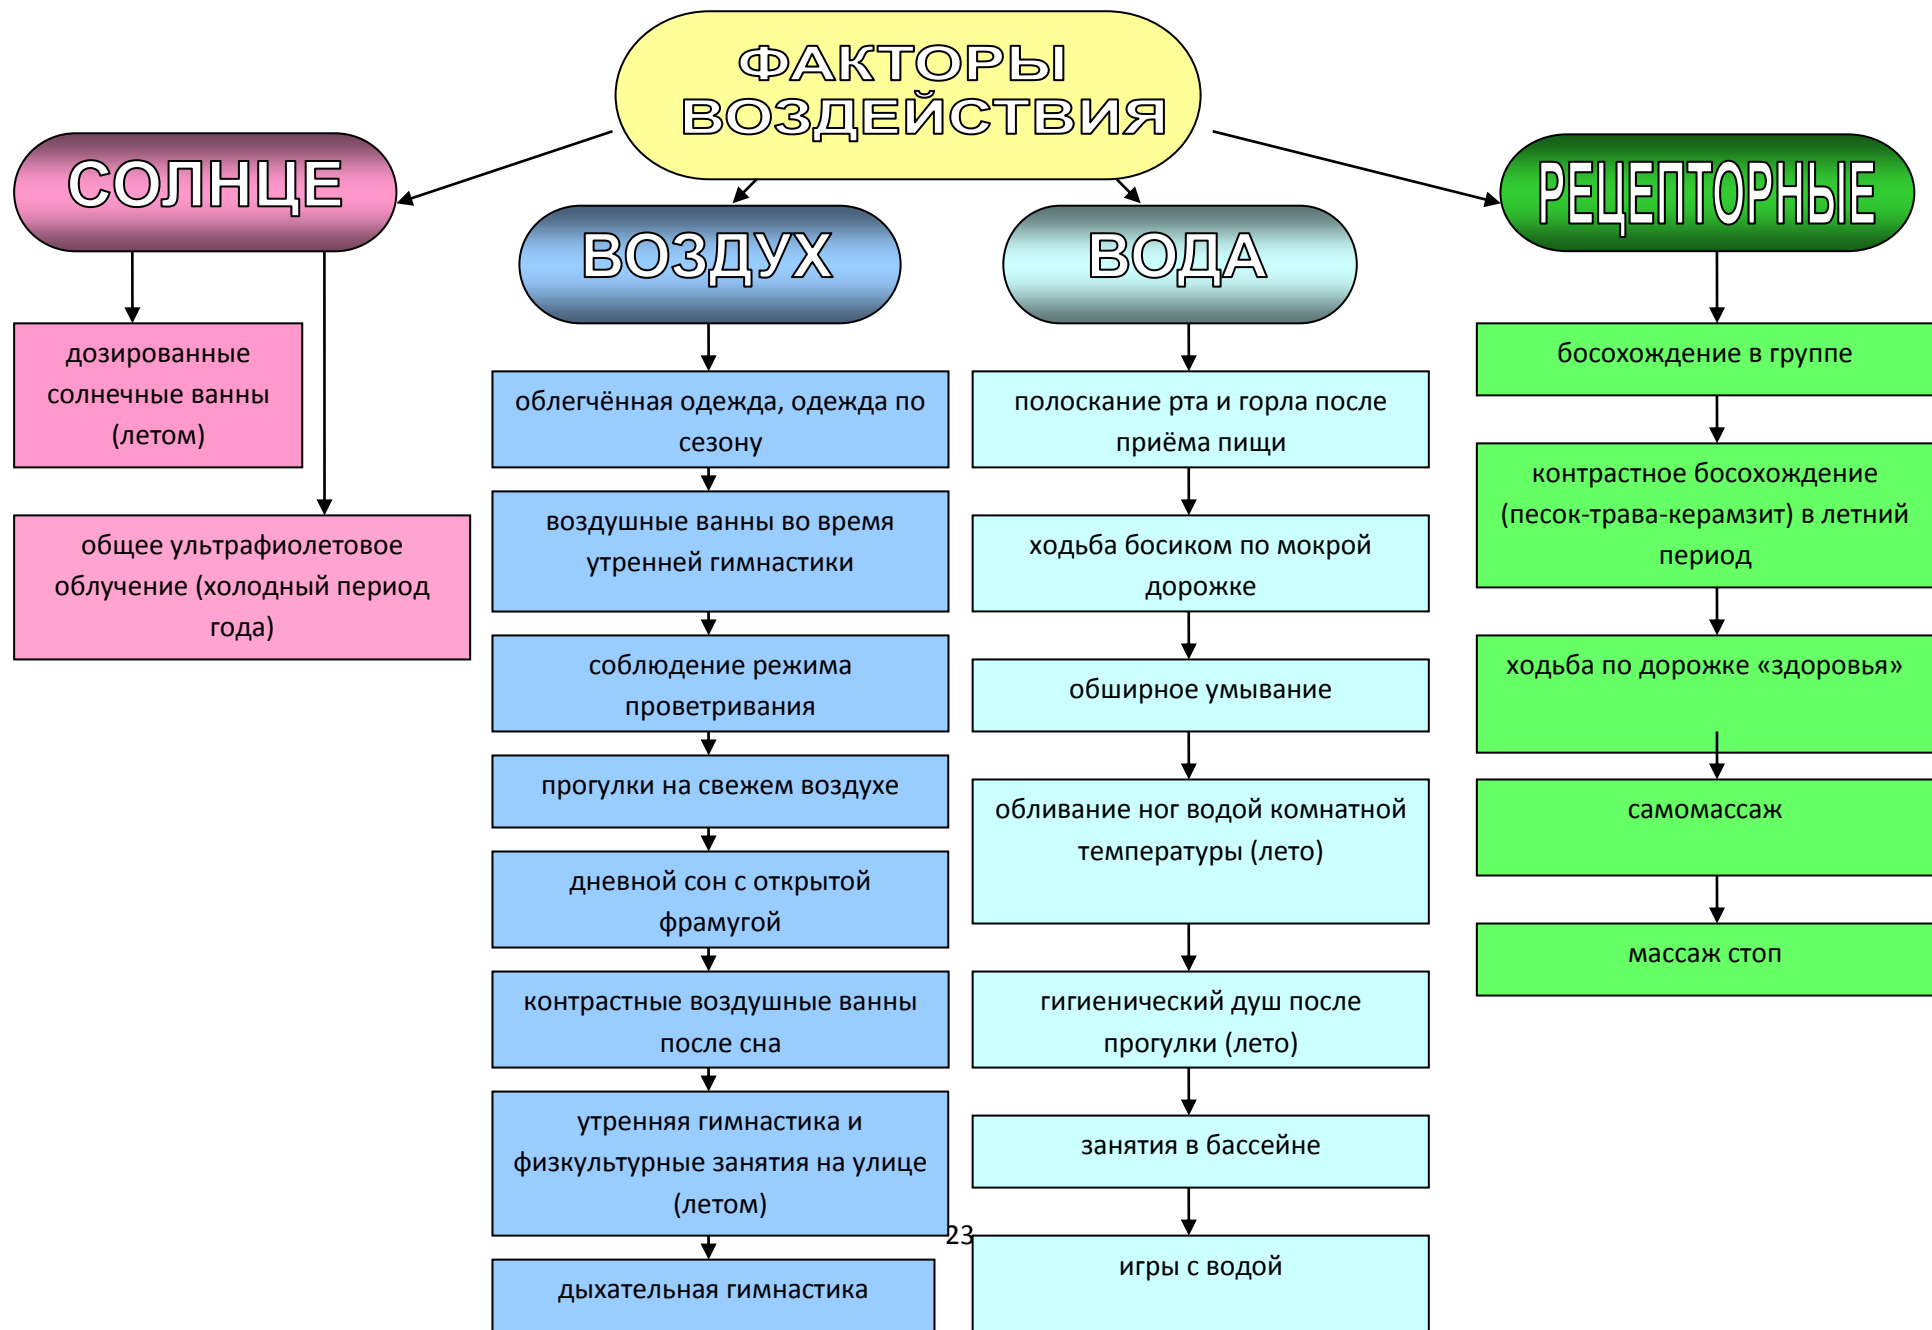 ФАКТОРЫ
ВОЗДЕЙСТВИЯ
СОЛНЦЕ
дозированные
солнечные ванны
(летом)
общее ультрафиолетовое
облучение (холодный период
года)
ВОЗДУХ
облегчённая одежда, одежда по
сезону
воздушные ванны во время
утренней гимнастики
соблюдение режима
проветривания
прогулки на свежем воздухе
дневной сон с открытой
фрамугой
контрастные воздушные ванны
после сна
утренняя гимнастика и
физкультурные занятия на улице
(летом)
дыхательная гимнастика
ВОДА
полоскание рта и горла после
приёма пищи
ходьба босиком по мокрой
дорожке
обширное умывание
обливание ног водой комнатной
температуры (лето)
гигиенический душ после
прогулки (лето)
занятия в бассейне
игры с водой
РЕЦЕПТОРНЫЕ
босохождение в группе
контрастное босохождение
(песок-трава-керамзит) в летний
период
ходьба по дорожке «здоровья»
самомассаж
массаж стоп
23